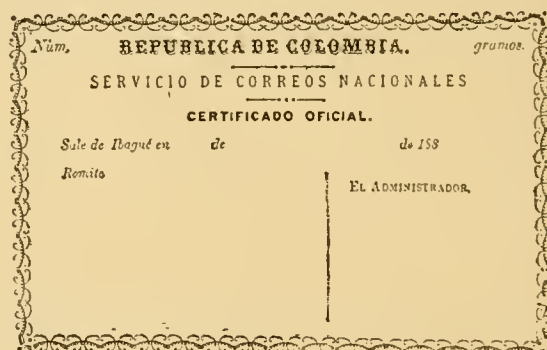 Núm. REPUBLICA DE COLOMBIA. gramos.
SERVICIO DE CORREOS NACIONALES
CERTIFICADO OFICIAL.
Sale de Ibagué en de de 188
Remite
EL ADMINISTRADOR,